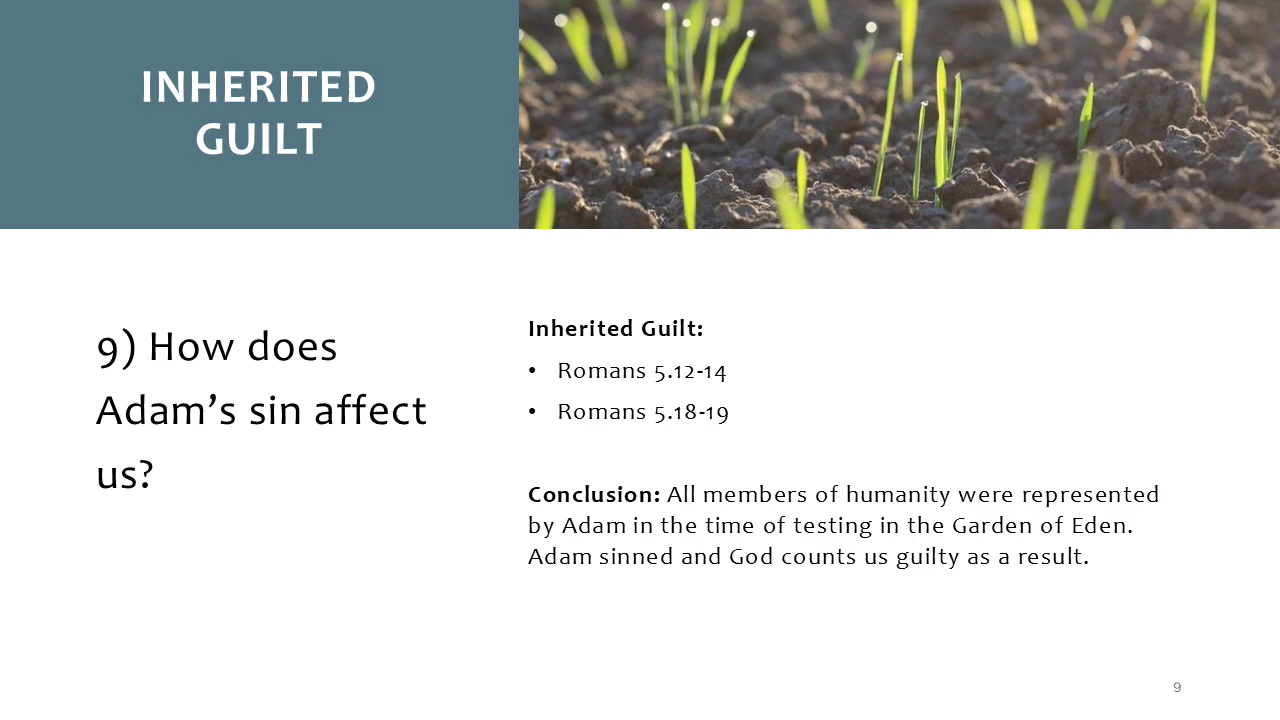 INHERITED
GUILT
9) How does
Adam’s sin affect
us?
Inherited Guilt:
• Romans 5.12-14
• Romans 5.18-19
Conclusion: All members of humanity were represented
by Adam in the time of testing in the Garden of Eden.
Adam sinned and God counts us guilty as a result.
9